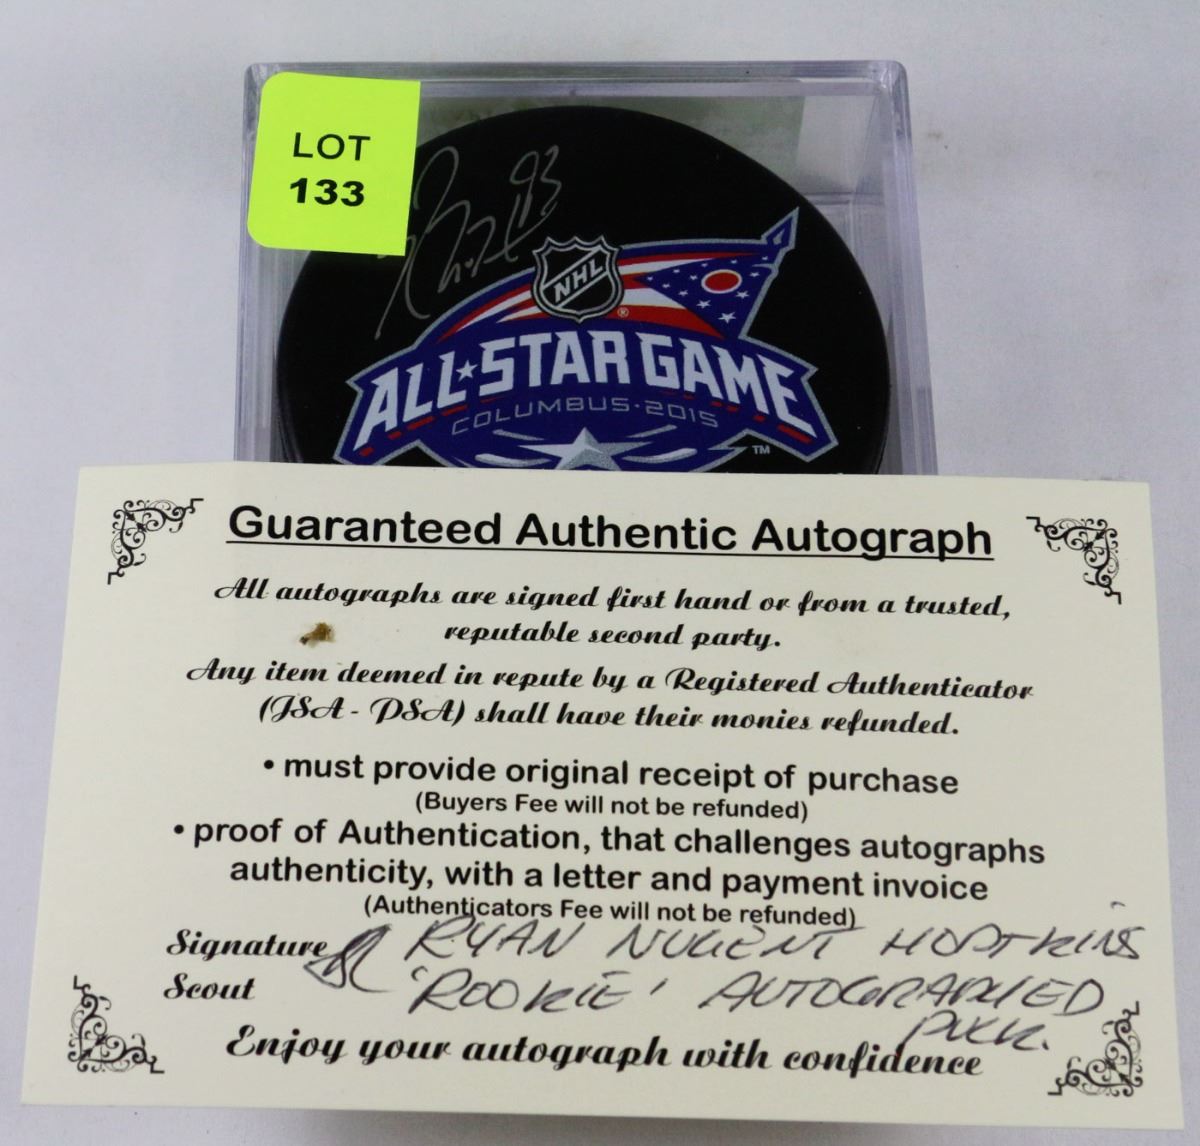 LOT
133
93
NHL
®
ALL★STAR GAME
COLUMBUS·2015
TM
Guaranteed Authentic Autograph
All autographs are signed first hand or from a trusted,
reputable second party.
Any item deemed in repute by a Registered Authenticator
(JSA - PSA) shall have their monies refunded.
• must provide original receipt of purchase
(Buyers Fee will not be refunded)
• proof of Authentication, that challenges autographs
authenticity, with a letter and payment invoice
(Authenticators Fee will not be refunded)
Signature RYAN NUGENT HOPKINS
Scout 'ROOKIE' AUTOGRAPHED
PUCK.
Enjoy your autograph with confidence